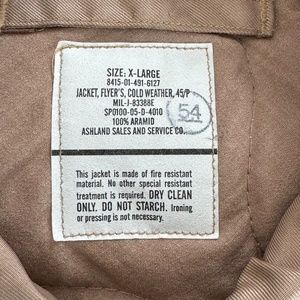 SIZE: X-LARGE
8415-01-491-6127
JACKET, FLYER'S, COLD WEATHER, 45/P
MIL-J-83388E
SP0100-05-D-4010
100% ARAMID
ASHLAND SALES AND SERVICE CO.
54
This jacket is made of fire resistant
material. No other special resistant
treatment is required. DRY CLEAN
ONLY. DO NOT STARCH. Ironing
or pressing is not necessary.